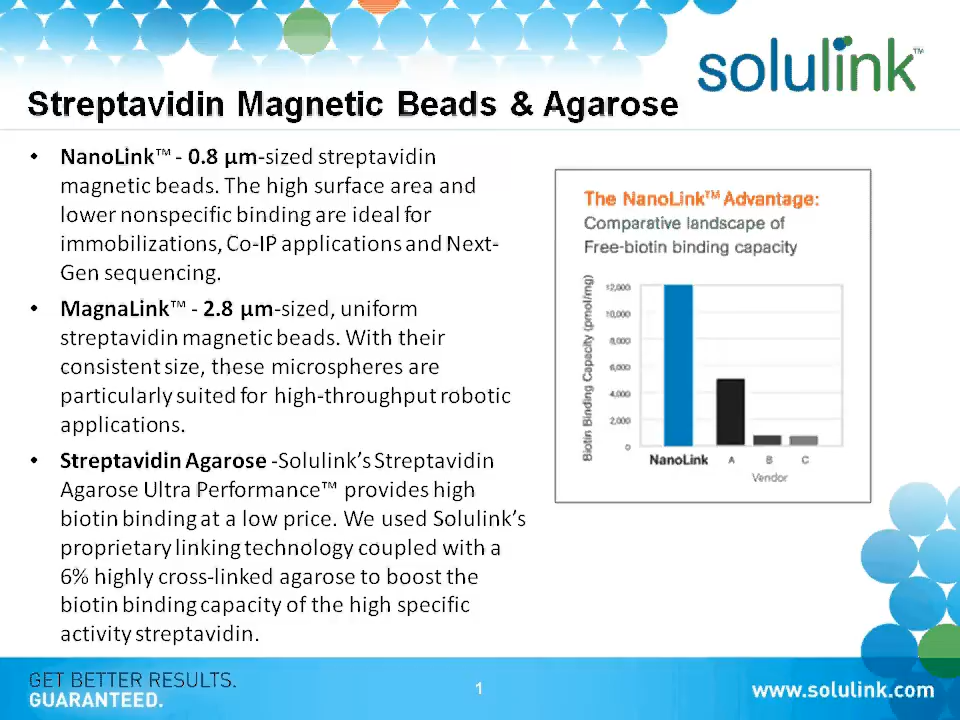 solulink™
Streptavidin Magnetic Beads & Agarose
• NanoLink™ - 0.8 µm-sized streptavidin
magnetic beads. The high surface area and
lower nonspecific binding are ideal for
immobilizations, Co-IP applications and Next-
Gen sequencing.
• MagnaLink™ - 2.8 µm-sized, uniform
streptavidin magnetic beads. With their
consistent size, these microspheres are
particularly suited for high-throughput robotic
applications.
• Streptavidin Agarose -Solulink’s Streptavidin
Agarose Ultra Performance™ provides high
biotin binding at a low price. We used Solulink’s
proprietary linking technology coupled with a
6% highly cross-linked agarose to boost the
biotin binding capacity of the high specific
activity streptavidin.
The NanoLink™ Advantage:
Comparative landscape of
Free-biotin binding capacity
Biotin Binding Capacity (pmol/mg)
12,000
10,000
8,000
6,000
4,000
2,000
0
NanoLink A B C
Vendor
GET BETTER RESULTS.
GUARANTEED.
1
www.solulink.com